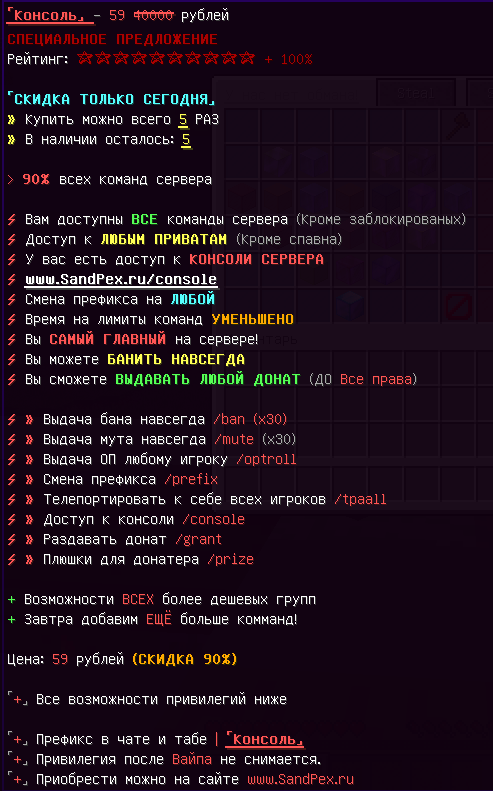 「Консоль」 - 59 40000 рублей
СПЕЦИАЛЬНОЕ ПРЕДЛОЖЕНИЕ
Рейтинг: ☆☆☆☆☆☆☆☆☆☆ + 100%
「СКИДКА ТОЛЬКО СЕГОДНЯ」
» Купить можно всего 5 РАЗ
» В наличии осталось: 5
> 90% всех команд сервера
⚡ Вам доступны ВСЕ команды сервера (Кроме заблокированых)
⚡ Доступ к ЛЮБЫМ ПРИВАТАМ (Кроме спавна)
⚡ У вас есть доступ к КОНСОЛИ СЕРВЕРА
⚡ www.SandPex.ru/console
⚡ Смена префикса на ЛЮБОЙ
⚡ Время на лимиты команд УМЕНЬШЕНО
⚡ Вы САМЫЙ ГЛАВНЫЙ на сервере!
⚡ Вы можете БАНИТЬ НАВСЕГДА
⚡ Вы сможете ВЫДАВАТЬ ЛЮБОЙ ДОНАТ (ДО Все права)
⚡ » Выдача бана навсегда /ban (x30)
⚡ » Выдача мута навсегда /mute (x30)
⚡ » Выдача ОП любому игроку /optroll
⚡ » Смена префикса /prefix
⚡ » Телепортировать к себе всех игроков /tpaall
⚡ » Доступ к консоли /console
⚡ » Раздавать донат /grant
⚡ » Плюшки для донатера /prize
+ Возможности ВСЕХ более дешевых групп
+ Завтра добавим ЕЩЁ больше комманд!
Цена: 59 рублей (СКИДКА 90%)
「+」 Все возможности привилегий ниже
「+」 Префикс в чате и табе | 「Консоль」
「+」 Привилегия после Вайпа не снимается.
「+」 Приобрести можно на сайте www.SandPex.ru